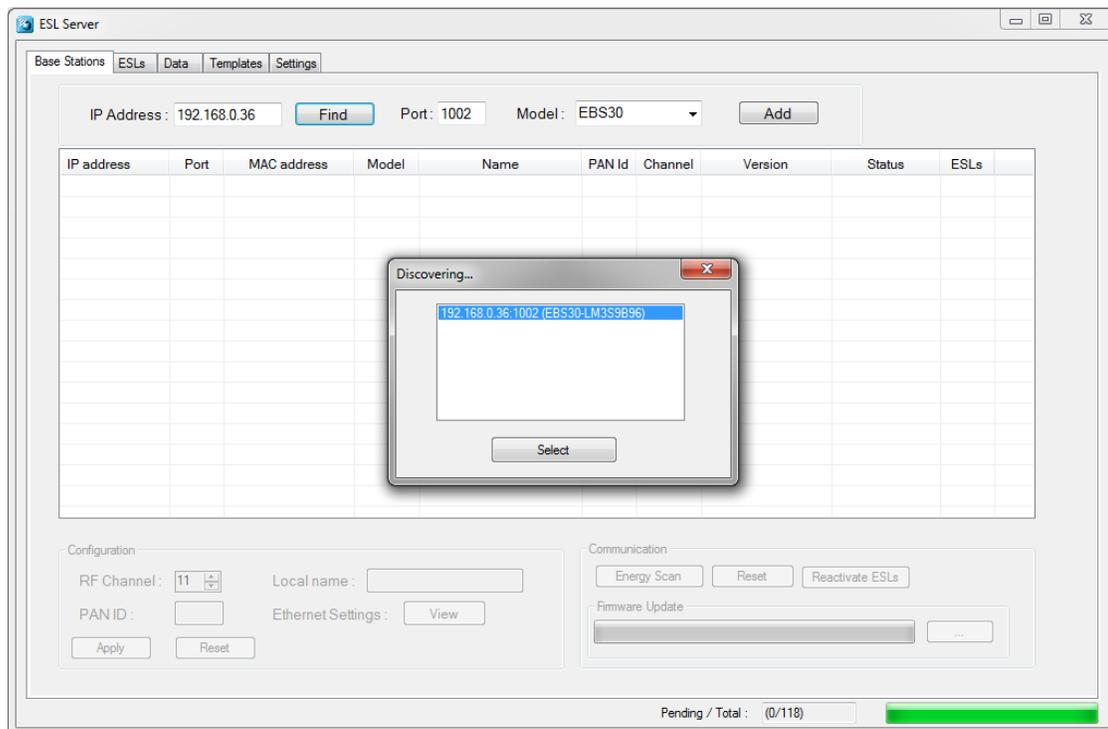 ESL Server
Base Stations ESLs Data Templates Settings
IP Address : 192.168.0.36 Find Port : 1002 Model : EBS30 Add
IP address Port MAC address Model Name PAN Id Channel Version Status ESLs
Discovering...
192.168.0.36:1002 (EBS30-LM3S9B96)
Select
Configuration
RF Channel : 11 Local name :
PAN ID : Ethernet Settings : View
Apply Reset
Communication
Energy Scan Reset Reactivate ESLs
Firmware Update
...
Pending / Total : (0/118)